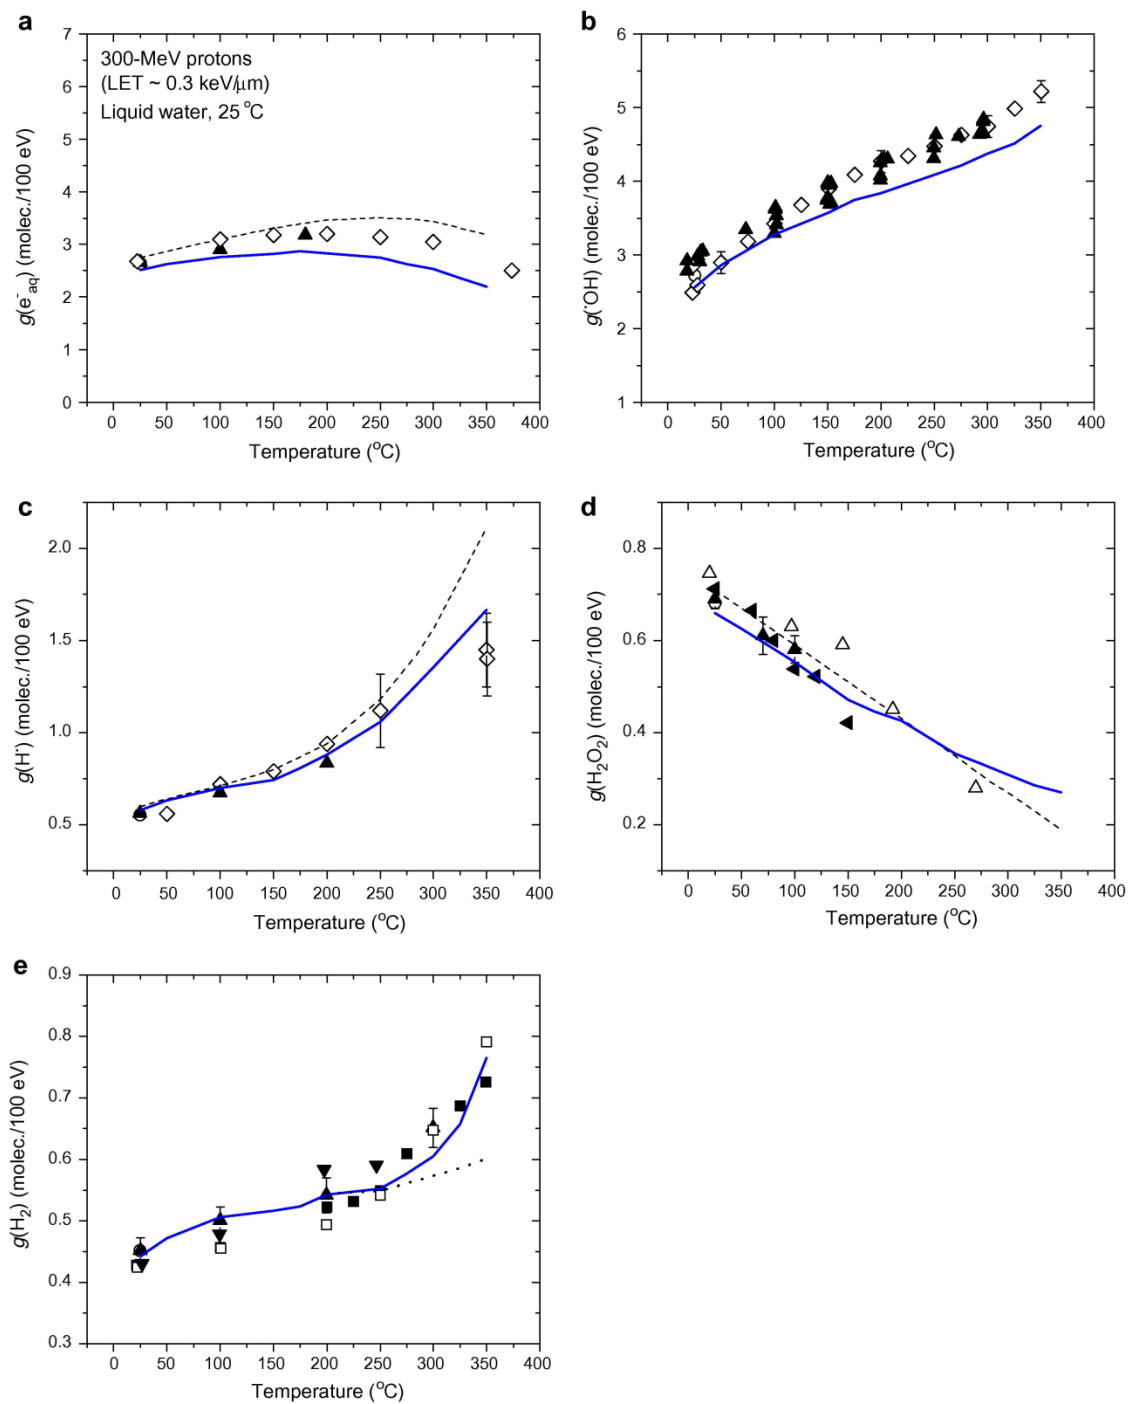 a
7
6
5
4
3
2
1
0
300-MeV protons
(LET ~ 0.3 keV/μm)
Liquid water, 25 °C
g(e⁻aq) (molec./100 eV)
0 50 100 150 200 250 300 350 400
Temperature (°C)
b
6
5
4
3
2
1
g(·OH) (molec./100 eV)
0 50 100 150 200 250 300 350 400
Temperature (°C)
c
2.0
1.5
1.0
0.5
g(H·) (molec./100 eV)
0 50 100 150 200 250 300 350 400
Temperature (°C)
d
0.8
0.6
0.4
0.2
g(H₂O₂) (molec./100 eV)
0 50 100 150 200 250 300 350 400
Temperature (°C)
e
0.9
0.8
0.7
0.6
0.5
0.4
0.3
g(H₂) (molec./100 eV)
0 50 100 150 200 250 300 350 400
Temperature (°C)